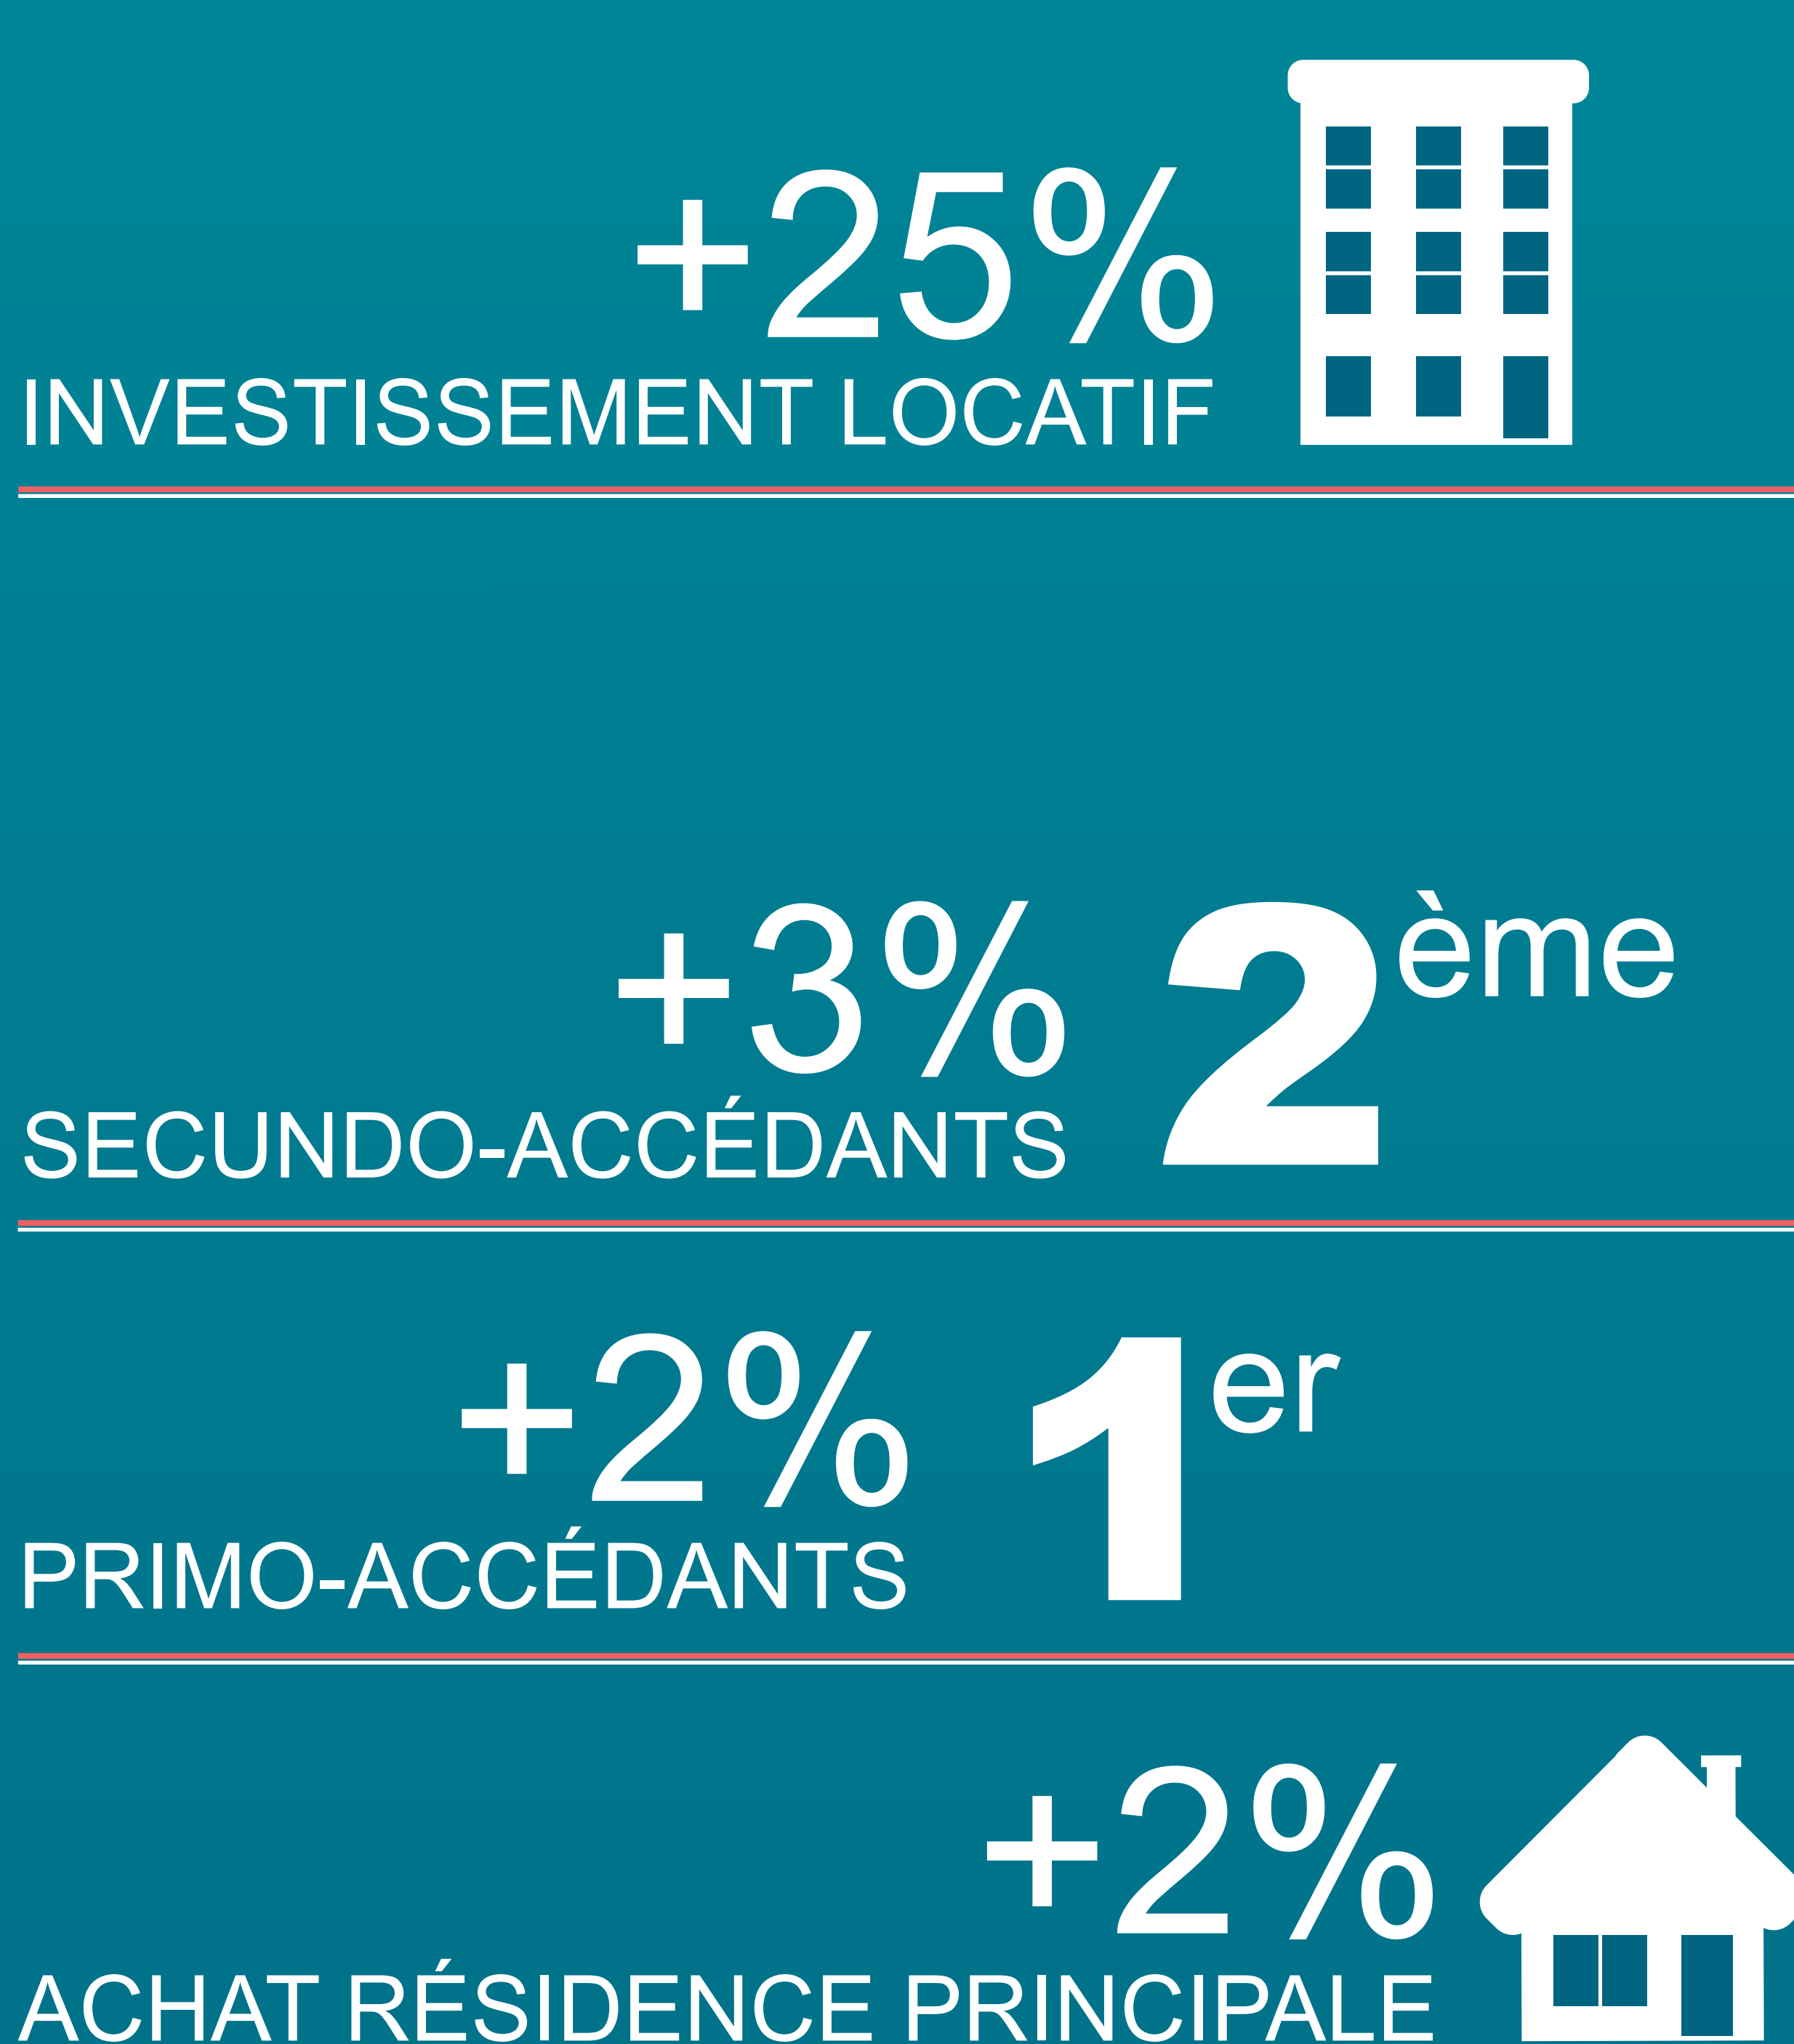 +25%
INVESTISSEMENT LOCATIF
+3% 2ème
SECUNDO-ACCÉDANTS
+2% 1er
PRIMO-ACCÉDANTS
+2%
ACHAT RÉSIDENCE PRINCIPALE